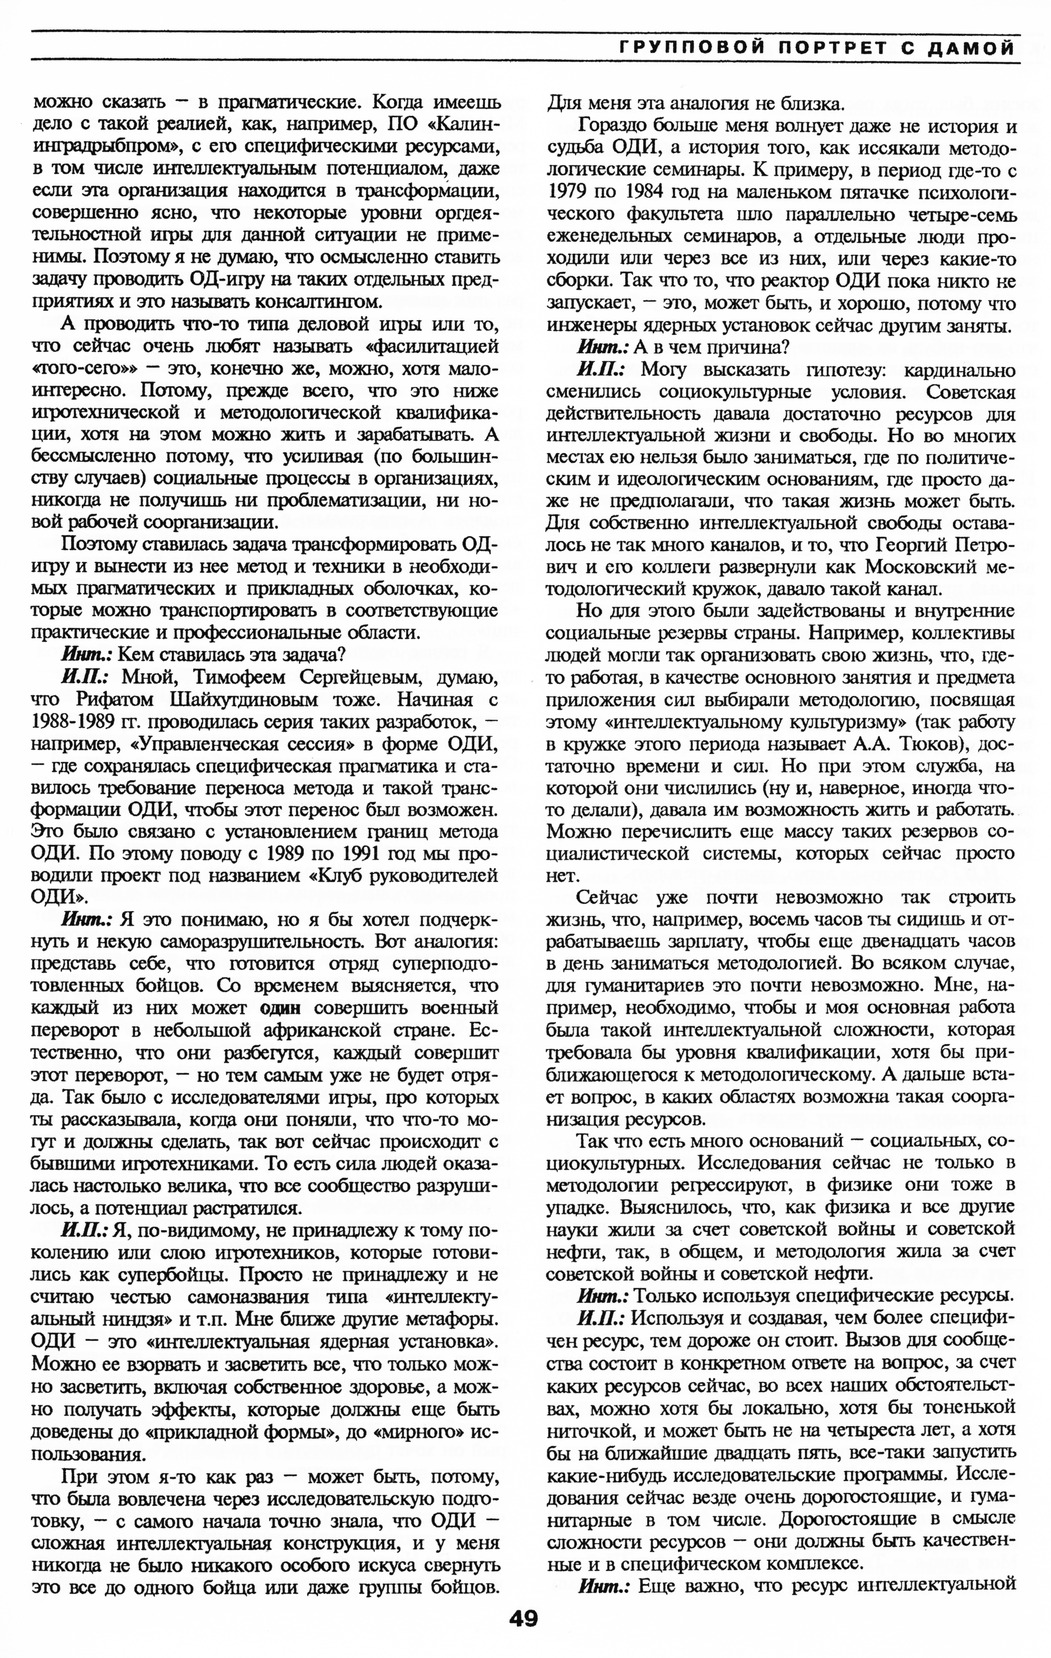 ГРУППОВОЙ ПОРТРЕТ С ДАМОЙ
можно сказать — в прагматические. Когда имеешь
дело с такой реалией, как, например, ПО «Калин-
инградрыбпром», с его специфическими ресурсами,
в том числе интеллектуальным потенциалом, даже
если эта организация находится в трансформации,
совершенно ясно, что некоторые уровни оргдея-
тельностной игры для данной ситуации не приме-
нимы. Поэтому я не думаю, что осмысленно ставить
задачу проводить ОД-игру на таких отдельных пред-
приятиях и это называть консалтингом.
А проводить что-то типа деловой игры или то,
что сейчас очень любят называть «фасилитацией
«того-сего»» — это, конечно же, можно, хотя мало-
интересно. Потому, прежде всего, что это ниже
игротехнической и методологической квалифика-
ции, хотя на этом можно жить и зарабатывать. А
бессмысленно потому, что усиливая (по большин-
ству случаев) социальные процессы в организациях,
никогда не получишь ни проблематизации, ни но-
вой рабочей соорганизации.
Поэтому ставилась задача трансформировать ОД-
игру и вынести из нее метод и техники в необходи-
мых прагматических и прикладных оболочках, ко-
торые можно транспортировать в соответствующие
практические и профессиональные области.
Инт.: Кем ставилась эта задача?
И.П.: Мной, Тимофеем Сергейцевым, думаю,
что Рифатом Шайхутдиновым тоже. Начиная с
1988-1989 гг. проводилась серия таких разработок, —
например, «Управленческая сессия» в форме ОДИ,
— где сохранялась специфическая прагматика и ста-
вилось требование переноса метода и такой транс-
формации ОДИ, чтобы этот перенос был возможен.
Это было связано с установлением границ метода
ОДИ. По этому поводу с 1989 по 1991 год мы про-
водили проект под названием «Клуб руководителей
ОДИ».
Инт.: Я это понимаю, но я бы хотел подчерк-
нуть и некую саморазрушительность. Вот аналогия:
представь себе, что готовится отряд суперподго-
товленных бойцов. Со временем выясняется, что
каждый из них может один совершить военный
переворот в небольшой африканской стране. Ес-
тественно, что они разбегутся, каждый совершит
этот переворот, — но тем самым уже не будет отря-
да. Так было с исследователями игры, про которых
ты рассказывала, когда они поняли, что что-то мо-
гут и должны сделать, так вот сейчас происходит с
бывшими игротехниками. То есть сила людей оказа-
лась настолько велика, что все сообщество разруши-
лось, а потенциал растратился.
И.П.: Я, по-видимому, не принадлежу к тому по-
колению или слою игротехников, которые готови-
лись как супербойцы. Просто не принадлежу и не
считаю честью самоназвания типа «интеллекту-
альный ниндзя» и т.п. Мне ближе другие метафоры.
ОДИ — это «интеллектуальная ядерная установка».
Можно ее взорвать и засветить все, что только мож-
но засветить, включая собственное здоровье, а мож-
но получать эффекты, которые должны еще быть
доведены до «прикладной формы», до «мирного» ис-
пользования.
При этом я-то как раз — может быть, потому,
что была вовлечена через исследовательскую подго-
товку, — с самого начала точно знала, что ОДИ —
сложная интеллектуальная конструкция, и у меня
никогда не было никакого особого искуса свернуть
это все до одного бойца или даже группы бойцов.
Для меня эта аналогия не близка.
Гораздо больше меня волнует даже не история и
судьба ОДИ, а история того, как иссякали методо-
логические семинары. К примеру, в период где-то с
1979 по 1984 год на маленьком пятачке психологи-
ческого факультета шло параллельно четыре-семь
еженедельных семинаров, а отдельные люди про-
ходили или через все из них, или через какие-то
сборки. Так что то, что реактор ОДИ пока никто не
запускает, — это, может быть, и хорошо, потому что
инженеры ядерных установок сейчас другим заняты.
Инт.: А в чем причина?
И.П.: Могу высказать гипотезу: кардинально
сменились социокультурные условия. Советская
действительность давала достаточно ресурсов для
интеллектуальной жизни и свободы. Но во многих
местах ею нельзя было заниматься, где по политиче-
ским и идеологическим основаниям, где просто да-
же не предполагали, что такая жизнь может быть.
Для собственно интеллектуальной свободы остава-
лось не так много каналов, и то, что Георгий Петро-
вич и его коллеги развернули как Московский ме-
тодологический кружок, давало такой канал.
Но для этого были задействованы и внутренние
социальные резервы страны. Например, коллективы
людей могли так организовать свою жизнь, что, где-
то работая, в качестве основного занятия и предмета
приложения сил выбирали методологию, посвящая
этому «интеллектуальному культуризму» (так работу
в кружке этого периода называет А.А. Тюков), дос-
таточно времени и сил. Но при этом служба, на
которой они числились (ну и, наверное, иногда что-
то делали), давала им возможность жить и работать.
Можно перечислить еще массу таких резервов со-
циалистической системы, которых сейчас просто
нет.
Сейчас уже почти невозможно так строить
жизнь, что, например, восемь часов ты сидишь и от-
рабатываешь зарплату, чтобы еще двенадцать часов
в день заниматься методологией. Во всяком случае,
для гуманитариев это почти невозможно. Мне, на-
пример, необходимо, чтобы и моя основная работа
была такой интеллектуальной сложности, которая
требовала бы уровня квалификации, хотя бы при-
ближающегося к методологическому. А дальше вста-
ет вопрос, в каких областях возможна такая соорга-
низация ресурсов.
Так что есть много оснований — социальных, со-
циокультурных. Исследования сейчас не только в
методологии регрессируют, в физике они тоже в
упадке. Выяснилось, что, как физика и все другие
науки жили за счет советской войны и советской
нефти, так, в общем, и методология жила за счет
советской войны и советской нефти.
Инт.: Только используя специфические ресурсы.
И.П.: Используя и создавая, чем более специфи-
чен ресурс, тем дороже он стоит. Вызов для сообще-
ства состоит в конкретном ответе на вопрос, за счет
каких ресурсов сейчас, во всех наших обстоятельст-
вах, можно хотя бы локально, хотя бы тоненькой
ниточкой, и может быть не на четыреста лет, а хотя
бы на ближайшие двадцать пять, все-таки запустить
какие-нибудь исследовательские программы. Иссле-
дования сейчас везде очень дорогостоящие, и гума-
нитарные в том числе. Дорогостоящие в смысле
сложности ресурсов — они должны быть качествен-
ные и в специфическом комплексе.
Инт.: Еще важно, что ресурс интеллектуальной
49